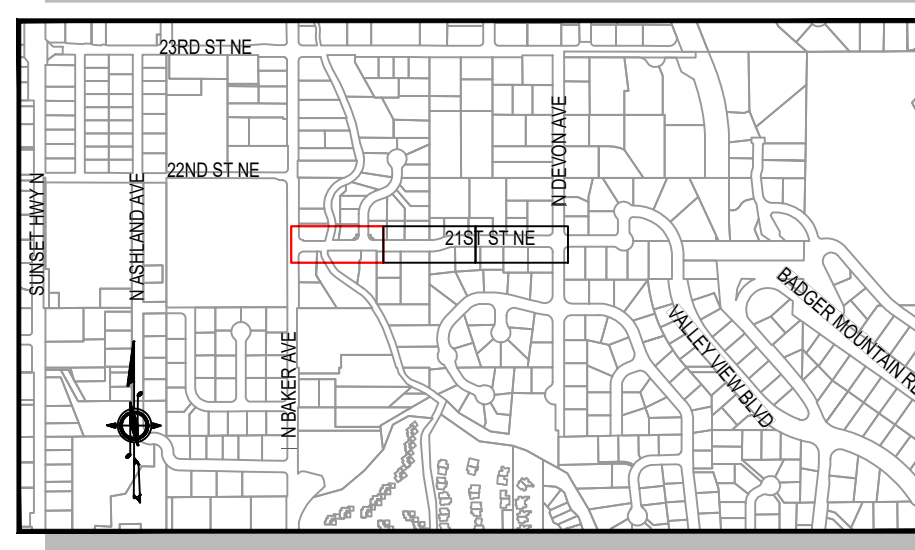 23RD ST NE
22ND ST NE
N DEVON AVE
SUNSET HWY N
N ASHLAND AVE
21ST ST NE
BADGER MOUNTAIN
VALLEY VIEW BLVD
N BAKER AVE